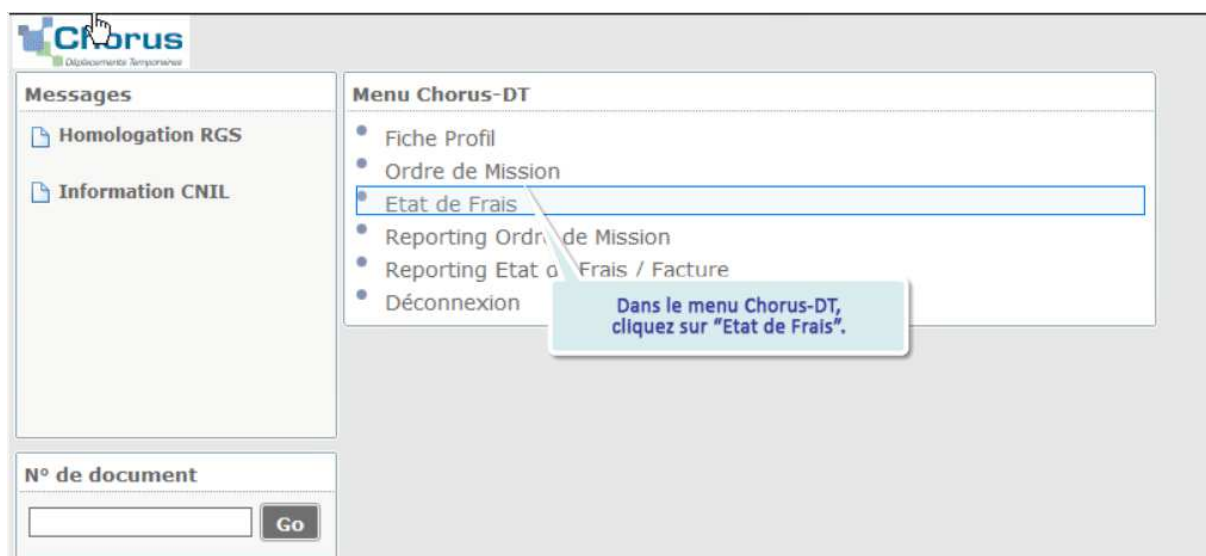 Chorus
Déplacements Temporaires
Messages
Homologation RGS
Information CNIL
Menu Chorus-DT
Fiche Profil
Ordre de Mission
Etat de Frais
Reporting Ordre de Mission
Reporting Etat d Frais / Facture
Déconnexion
Dans le menu Chorus-DT,
cliquez sur "Etat de Frais".
N° de document
Go